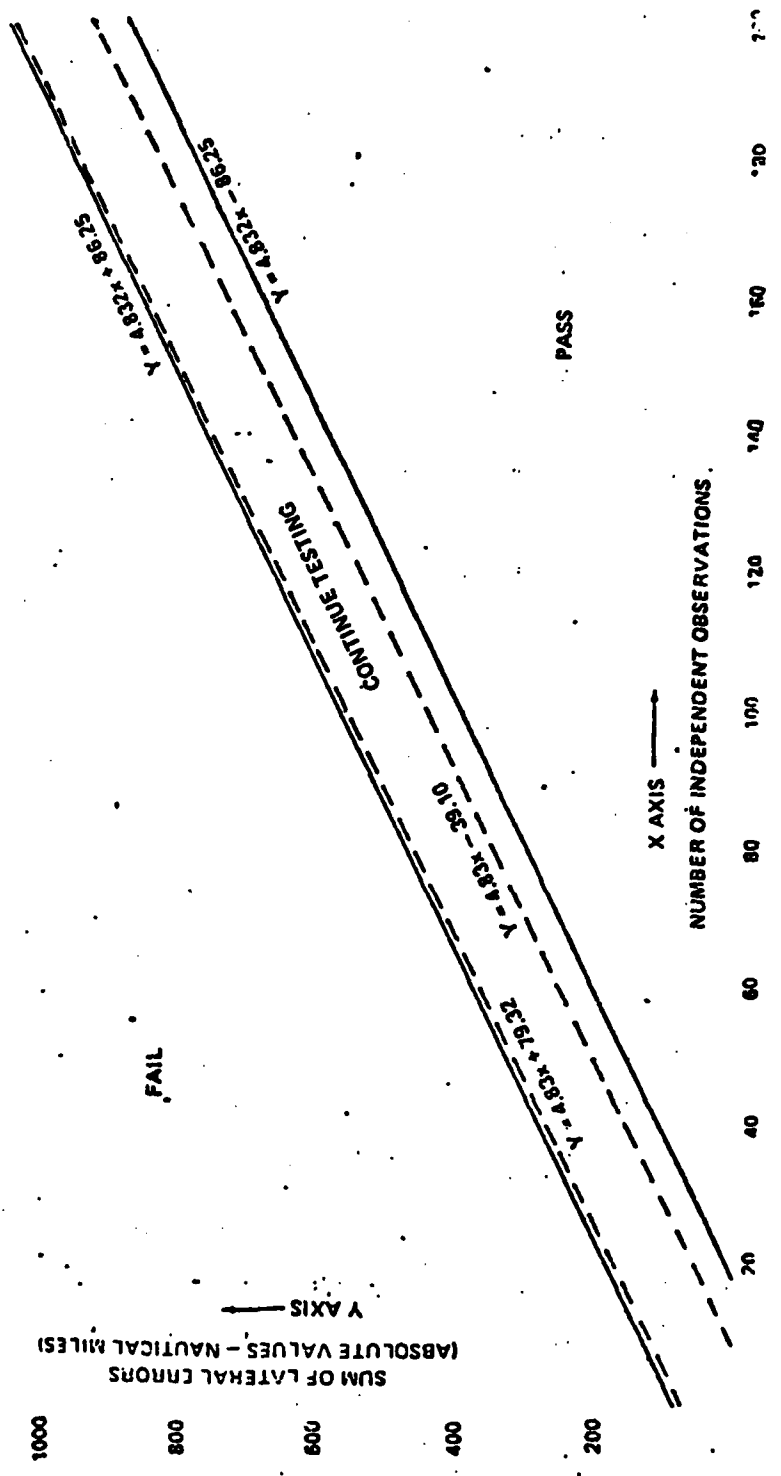 SUM OF LATERAL ERRORS
(ABSOLUTE VALUES – NAUTICAL MILES)
Y AXIS
1000
800
600
400
200
FAIL
Y = 4.832x + 86.25
Y = 4.832x – 86.25
CONTINUE TESTING
Y = 4.83x – 39.10
Y = 4.83x + 79.32
PASS
X AXIS
NUMBER OF INDEPENDENT OBSERVATIONS
20
40
60
80
100
120
140
160